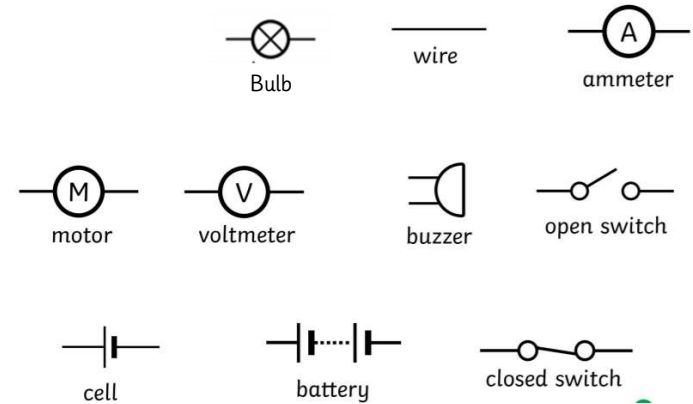 Bulb
wire
A
ammeter
M
motor
V
voltmeter
buzzer
open switch
cell
battery
closed switch